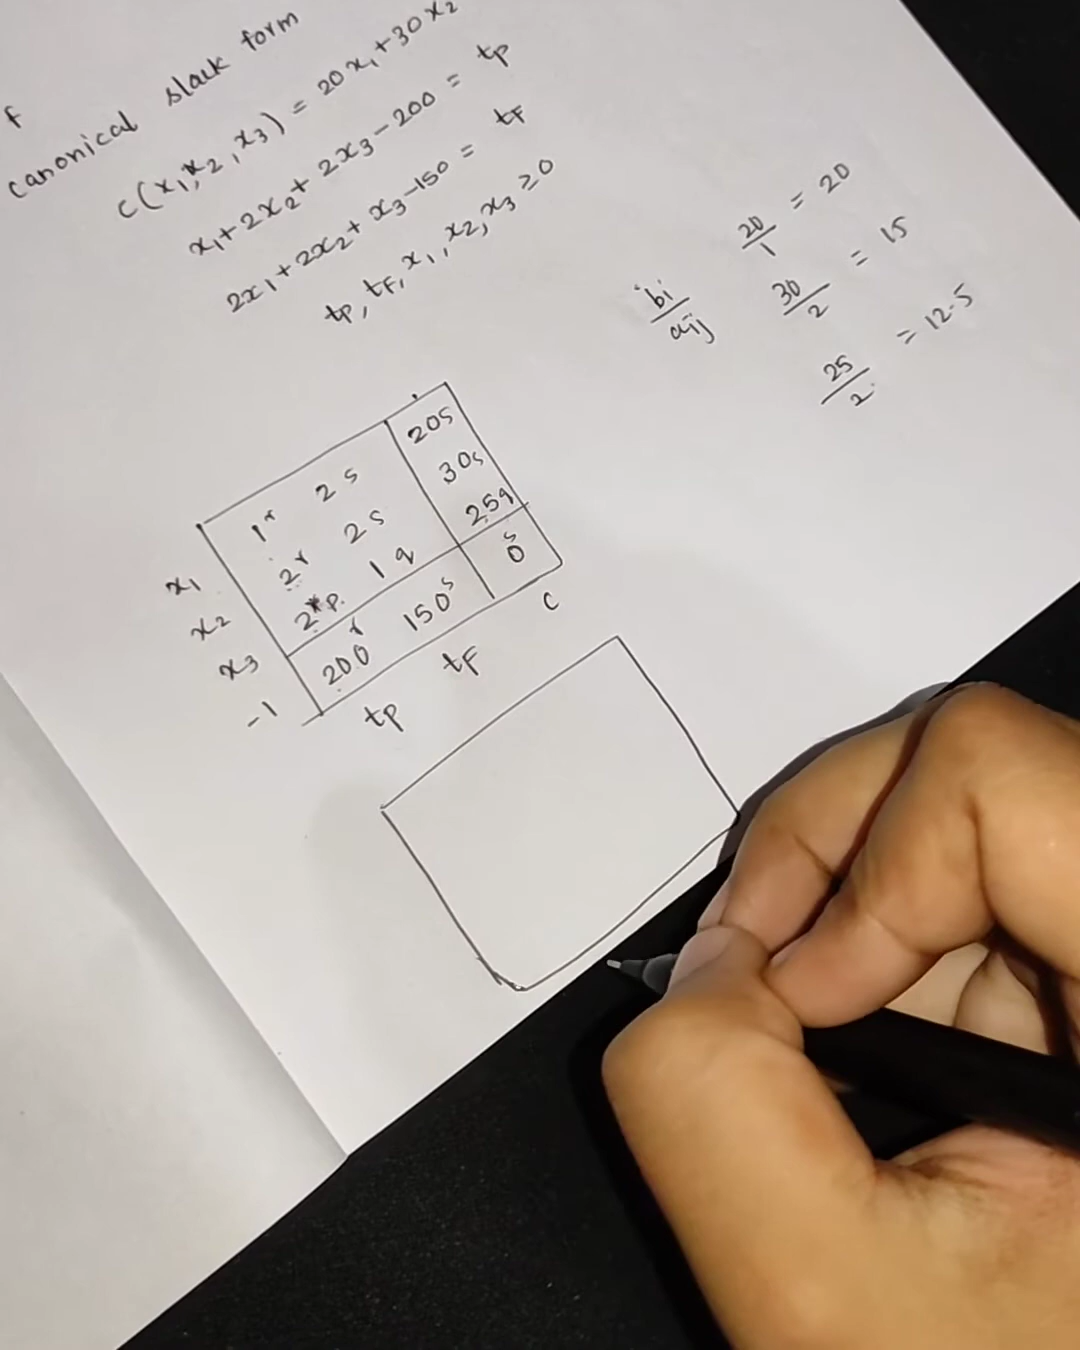 f
canonical slack form
C(x₁,x₂,x₃) = 20x₁+30x₂
x₁+2x₂+2x₃-200 = tp
2x₁+2x₂+x₃-150 = tF
tp, tF, x₁, x₂, x₃ ≥0
bi/aij
20/1 = 20
30/2 = 15
25/2 = 12.5
x₁ 1r 2s 20s
x₂ 2r 2s 30s
x₃ 2*p. 1q 25q
-1 200r 150s 0s
tp tF C